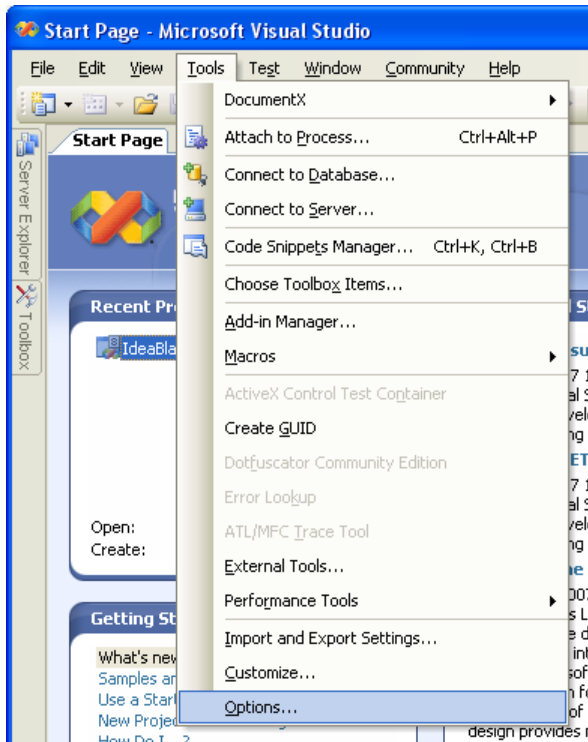 Start Page - Microsoft Visual Studio
File Edit View Tools Test Window Community Help
DocumentX
Start Page
Attach to Process... Ctrl+Alt+P
Server Explorer
Toolbox
Connect to Database...
Connect to Server...
Code Snippets Manager... Ctrl+K, Ctrl+B
Choose Toolbox Items...
Recent Pr
Add-in Manager...
IdeaBla
Macros
ActiveX Control Test Container
Create GUID
Dotfuscator Community Edition
Error Lookup
Open:
ATL/MFC Trace Tool
Create:
External Tools...
Performance Tools
Getting St
Import and Export Settings...
What's new
Customize...
Samples an
Use a Star
Options...
New Projec
How Do I
design provides